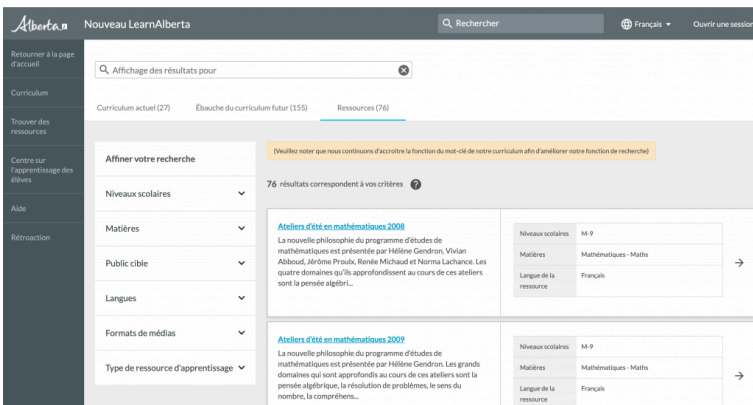 Alberta
Nouveau LearnAlberta
Rechercher
Français
Ouvrir une session
Retourner à la page
d'accueil
Curriculum
Trouver des
ressources
Centre sur
l'apprentissage des
élèves
Aide
Rétroaction
Affichage des résultats pour
Curriculum actuel (27)
Ébauche du curriculum futur (155)
Ressources (76)
Affiner votre recherche
Niveaux scolaires
Matières
Public cible
Langues
Formats de médias
Type de ressource d'apprentissage
(Veuillez noter que nous continuons d'accroitre la fonction du mot-clé de notre curriculum afin d'améliorer notre fonction de recherche)
76 résultats correspondent à vos critères
Ateliers d'été en mathématiques 2008
La nouvelle philosophie du programme d'études de
mathématiques est présentée par Hélène Gendron, Vivian
Abboud, Jérôme Proulx, Renée Michaud et Norma Lachance. Les
quatre domaines qu'ils approfondissent au cours de ces ateliers
sont la pensée algébri...
Niveaux scolaires M-9
Matières Mathématiques - Maths
Langue de la Français
ressource
Ateliers d'été en mathématiques 2009
La nouvelle philosophie du programme d'études de
mathématiques est présentée par Hélène Gendron. Les grands
domaines qui sont approfondis au cours de ces ateliers sont la
pensée algébrique, la résolution de problèmes, le sens du
nombre, la compréhens...
Niveaux scolaires M-9
Matières Mathématiques - Maths
Langue de la Français
ressource